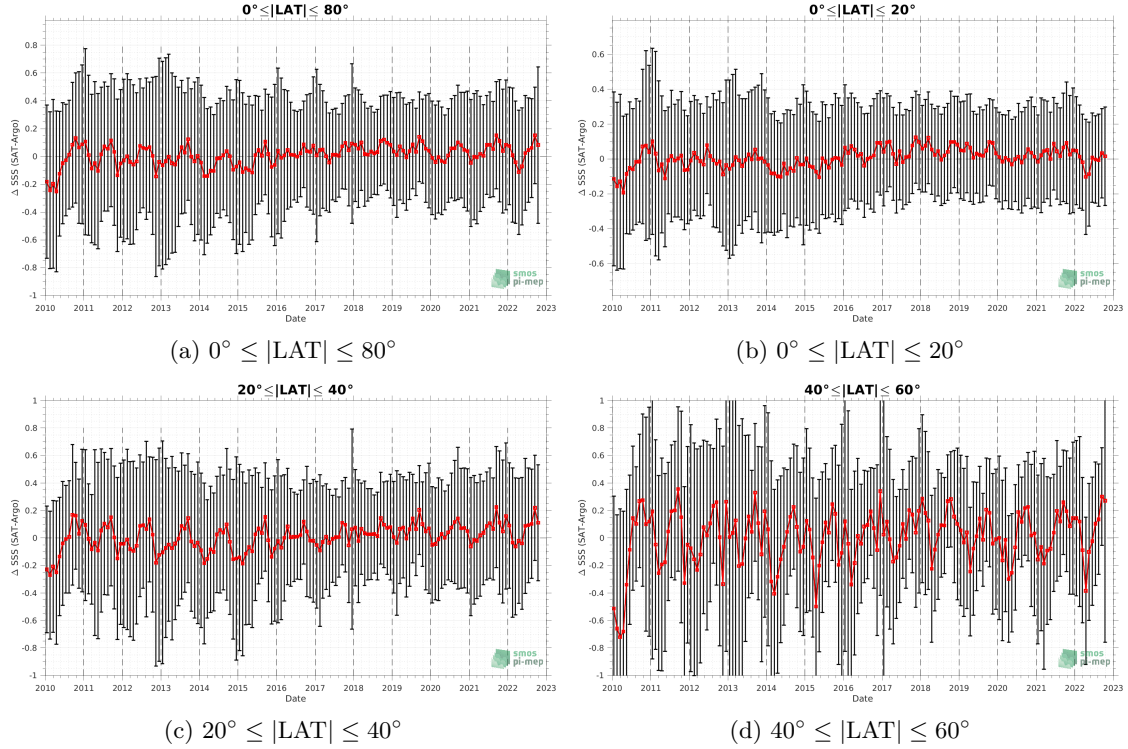 0°≤|LAT|≤ 80°
0.8
0.6
0.4
0.2
0
-0.2
-0.4
-0.6
-0.8
-1
Δ SSS (SAT-Argo)
2010 2011 2012 2013 2014 2015 2016 2017 2018 2019 2020 2021 2022 2023
Date
smos
pi-mep
(a) 0° ≤ |LAT| ≤ 80°
0°≤|LAT|≤ 20°
0.6
0.4
0.2
0
-0.2
-0.4
-0.6
Δ SSS (SAT-Argo)
2010 2011 2012 2013 2014 2015 2016 2017 2018 2019 2020 2021 2022 2023
Date
smos
pi-mep
(b) 0° ≤ |LAT| ≤ 20°
20°≤|LAT|≤ 40°
1
0.8
0.6
0.4
0.2
0
-0.2
-0.4
-0.6
-0.8
-1
Δ SSS (SAT-Argo)
2010 2011 2012 2013 2014 2015 2016 2017 2018 2019 2020 2021 2022 2023
Date
smos
pi-mep
(c) 20° ≤ |LAT| ≤ 40°
40°≤|LAT|≤ 60°
1
0.8
0.6
0.4
0.2
0
-0.2
-0.4
-0.6
-0.8
-1
Δ SSS (SAT-Argo)
2010 2011 2012 2013 2014 2015 2016 2017 2018 2019 2020 2021 2022 2023
Date
smos
pi-mep
(d) 40° ≤ |LAT| ≤ 60°